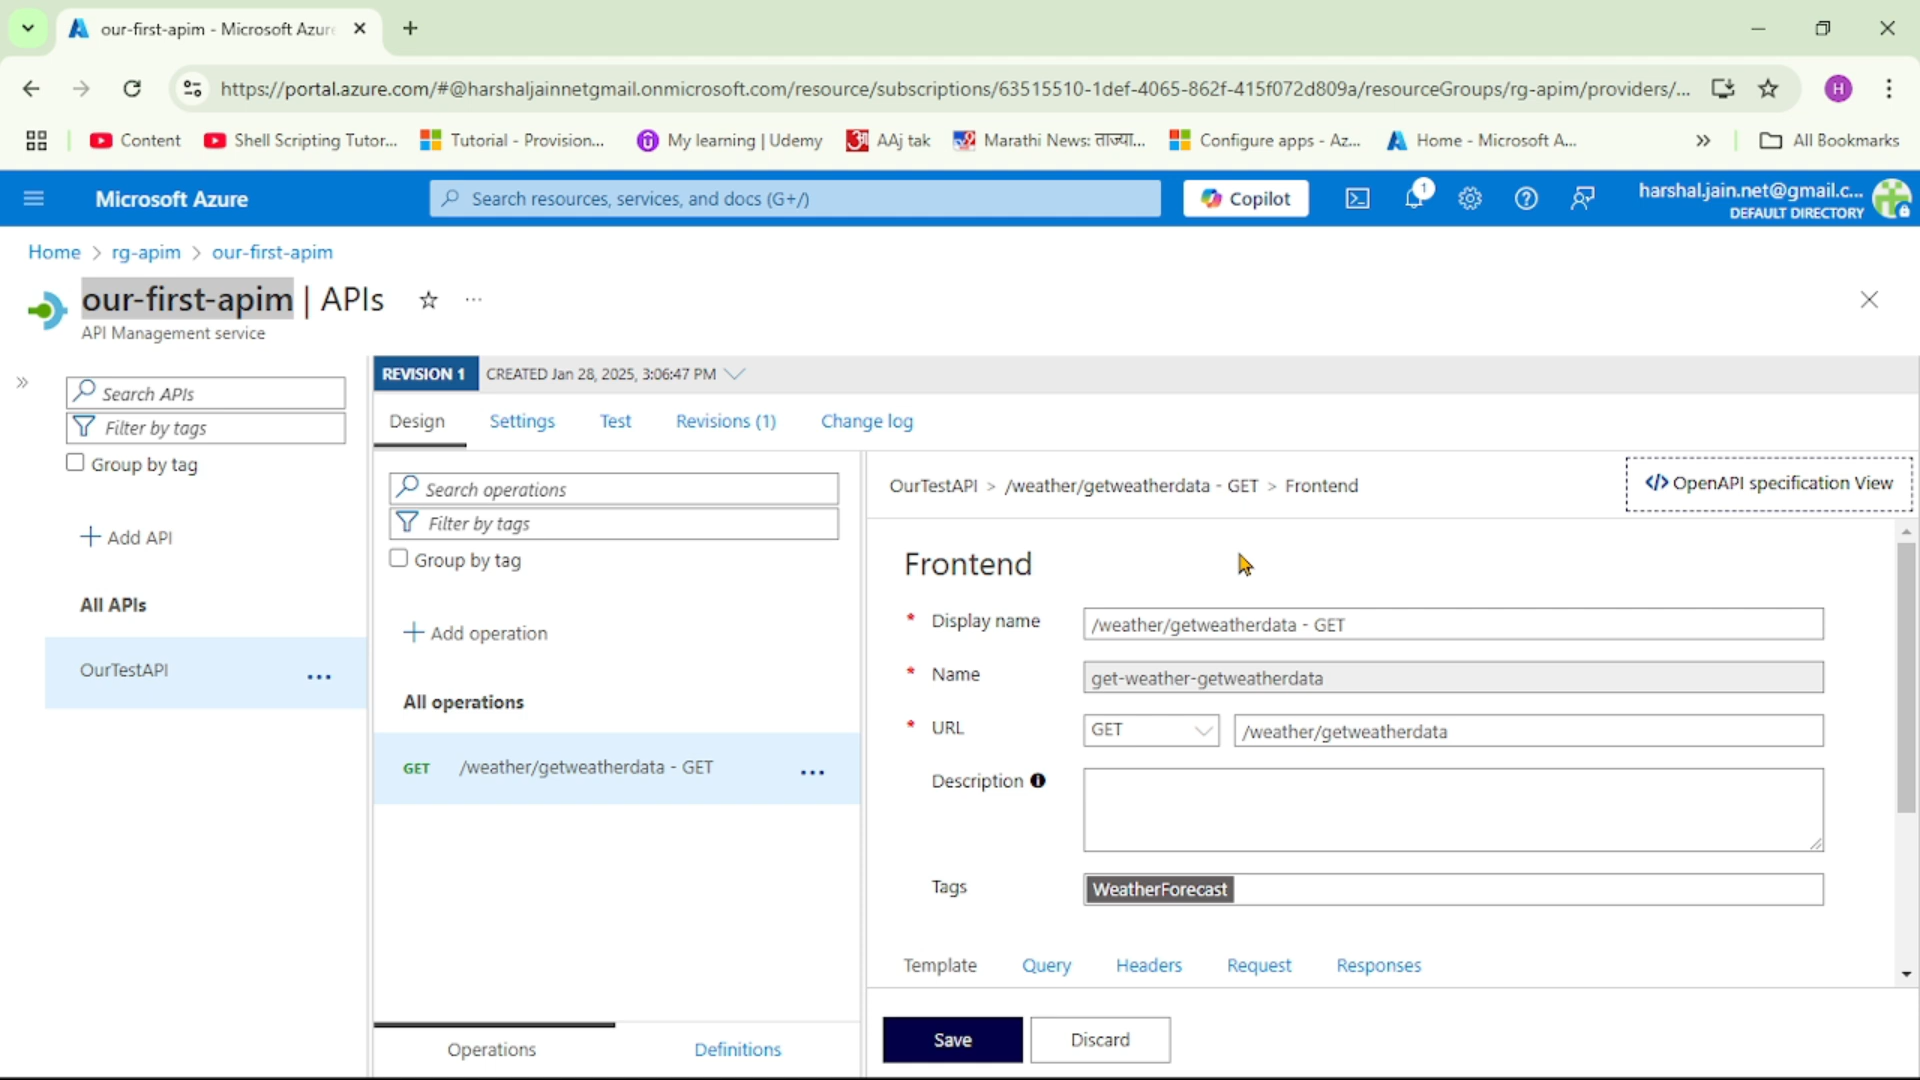 our-first-apim - Microsoft Azure
https://portal.azure.com/#@harshaljainnetgmail.onmicrosoft.com/resource/subscriptions/63515510-1def-4065-862f-415f072d809a/resourceGroups/rg-apim/providers/...
H
Content
Shell Scripting Tutor...
Tutorial - Provision...
My learning | Udemy
AAj tak
Marathi News: ताज्या...
Configure apps - Az...
Home - Microsoft A...
All Bookmarks
Microsoft Azure
Search resources, services, and docs (G+/)
Copilot
1
harshal.jain.net@gmail.c...
DEFAULT DIRECTORY
Home > rg-apim > our-first-apim
our-first-apim | APIs
API Management service
Search APIs
Filter by tags
Group by tag
+ Add API
All APIs
OurTestAPI
REVISION 1 CREATED Jan 28, 2025, 3:06:47 PM
Design Settings Test Revisions (1) Change log
Search operations
Filter by tags
Group by tag
+ Add operation
All operations
GET /weather/getweatherdata - GET
Operations Definitions
OurTestAPI > /weather/getweatherdata - GET > Frontend
</> OpenAPI specification View
Frontend
* Display name /weather/getweatherdata - GET
* Name get-weather-getweatherdata
* URL GET /weather/getweatherdata
Description
Tags WeatherForecast
Template Query Headers Request Responses
Save Discard